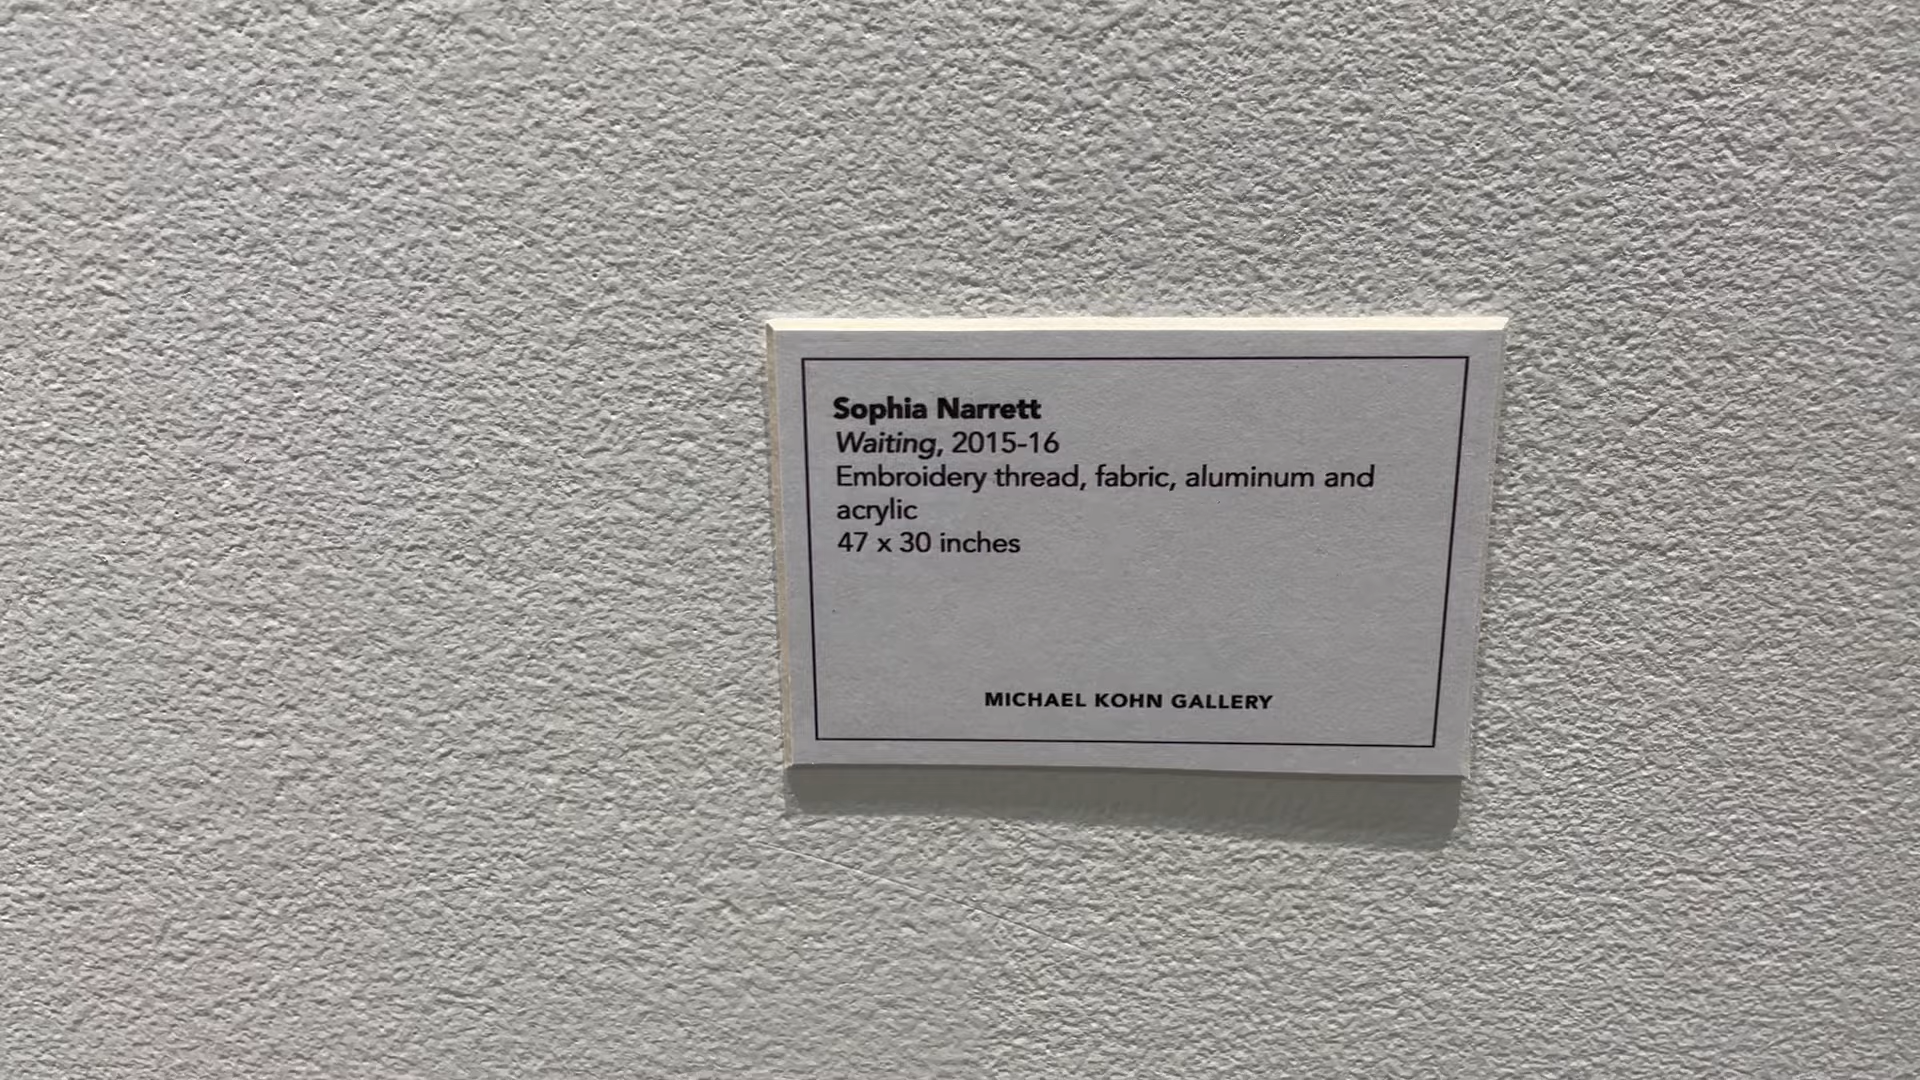 Sophia Narrett
Waiting, 2015-16
Embroidery thread, fabric, aluminum and
acrylic
47 x 30 inches
MICHAEL KOHN GALLERY